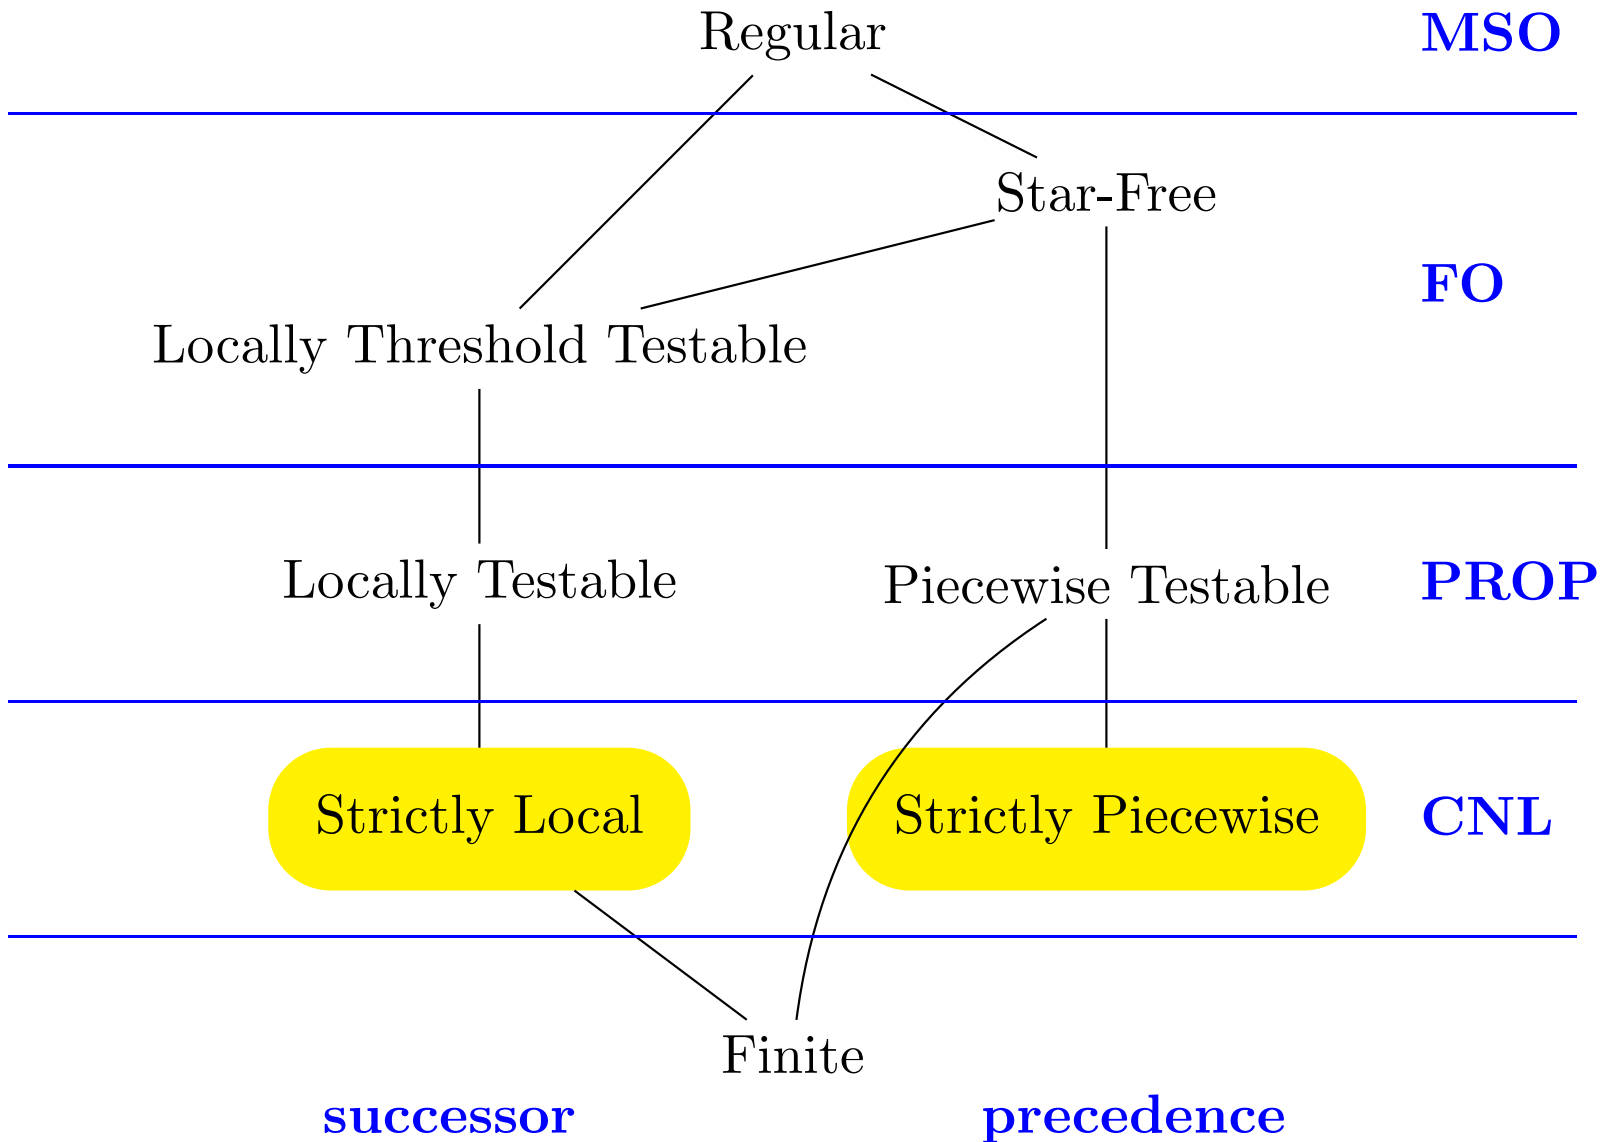 Regular
MSO
Star-Free
FO
Locally Threshold Testable
Locally Testable
Piecewise Testable
PROP
Strictly Local
Strictly Piecewise
CNL
Finite
successor
precedence